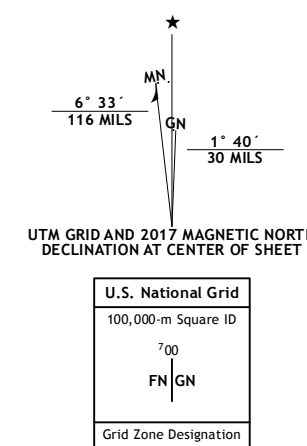 MN.
6° 33´
116 MILS
GN
1° 40´
30 MILS
UTM GRID AND 2017 MAGNETIC NORTH
DECLINATION AT CENTER OF SHEET
U.S. National Grid
100,000-m Square ID
700
FN GN
Grid Zone Designation